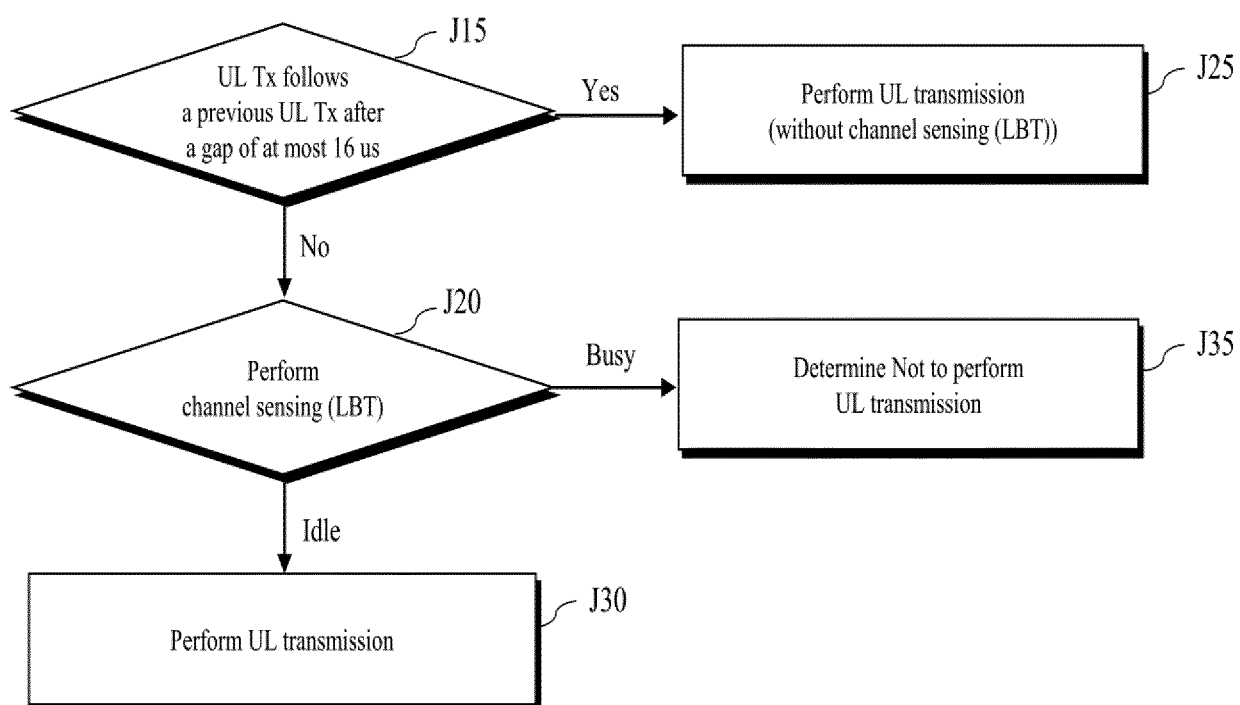 J15
UL Tx follows
a previous UL Tx after
a gap of at most 16 us
Yes
J25
Perform UL transmission
(without channel sensing (LBT))
No
J20
Perform
channel sensing (LBT)
Busy
J35
Determine Not to perform
UL transmission
Idle
J30
Perform UL transmission